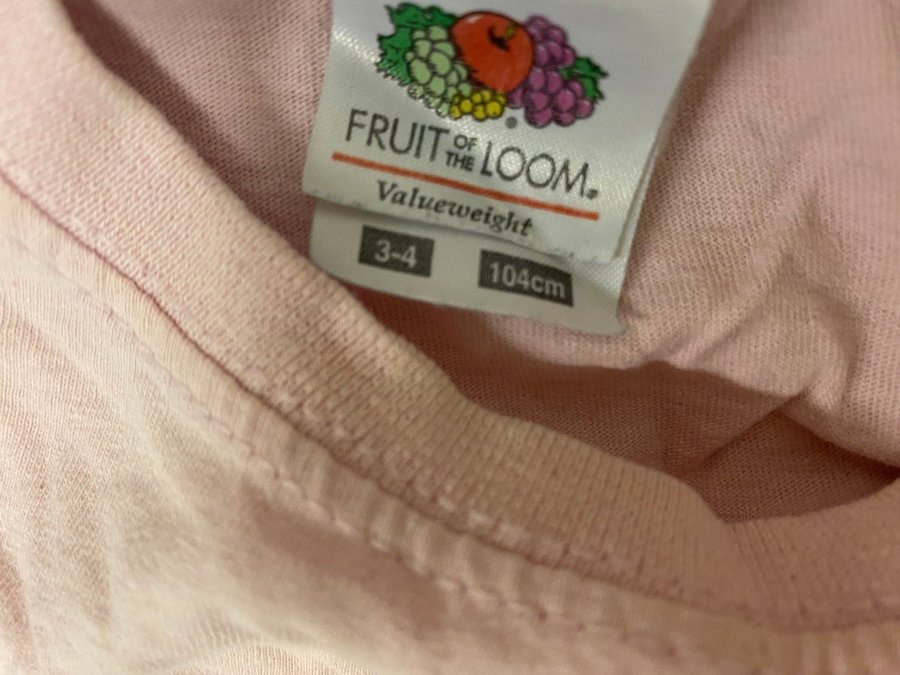 FRUIT OF THE LOOM®
Valueweight
3-4 104cm